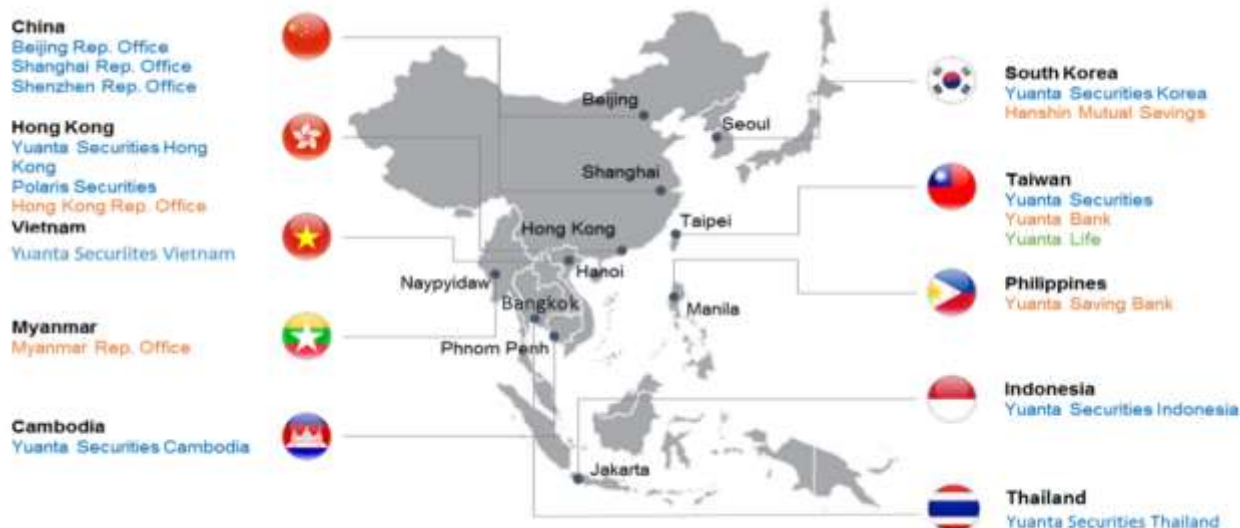 China
Beijing Rep. Office
Shanghai Rep. Office
Shenzhen Rep. Office
Hong Kong
Yuanta Securities Hong
Kong
Polaris Securities
Hong Kong Rep. Office
Vietnam
Yuanta Securiites Vietnam
Myanmar
Myanmar Rep. Office
Cambodia
Yuanta Securities Cambodia
Beijing
Seoul
Shanghai
Taipei
Hong Kong
Hanoi
Naypyidaw
Bangkok
Manila
Phnom Penh
Jakarta
South Korea
Yuanta Securities Korea
Hanshin Mutual Savings
Taiwan
Yuanta Securities
Yuanta Bank
Yuanta Life
Philippines
Yuanta Saving Bank
Indonesia
Yuanta Securities Indonesia
Thailand
Yuanta Securities Thailand